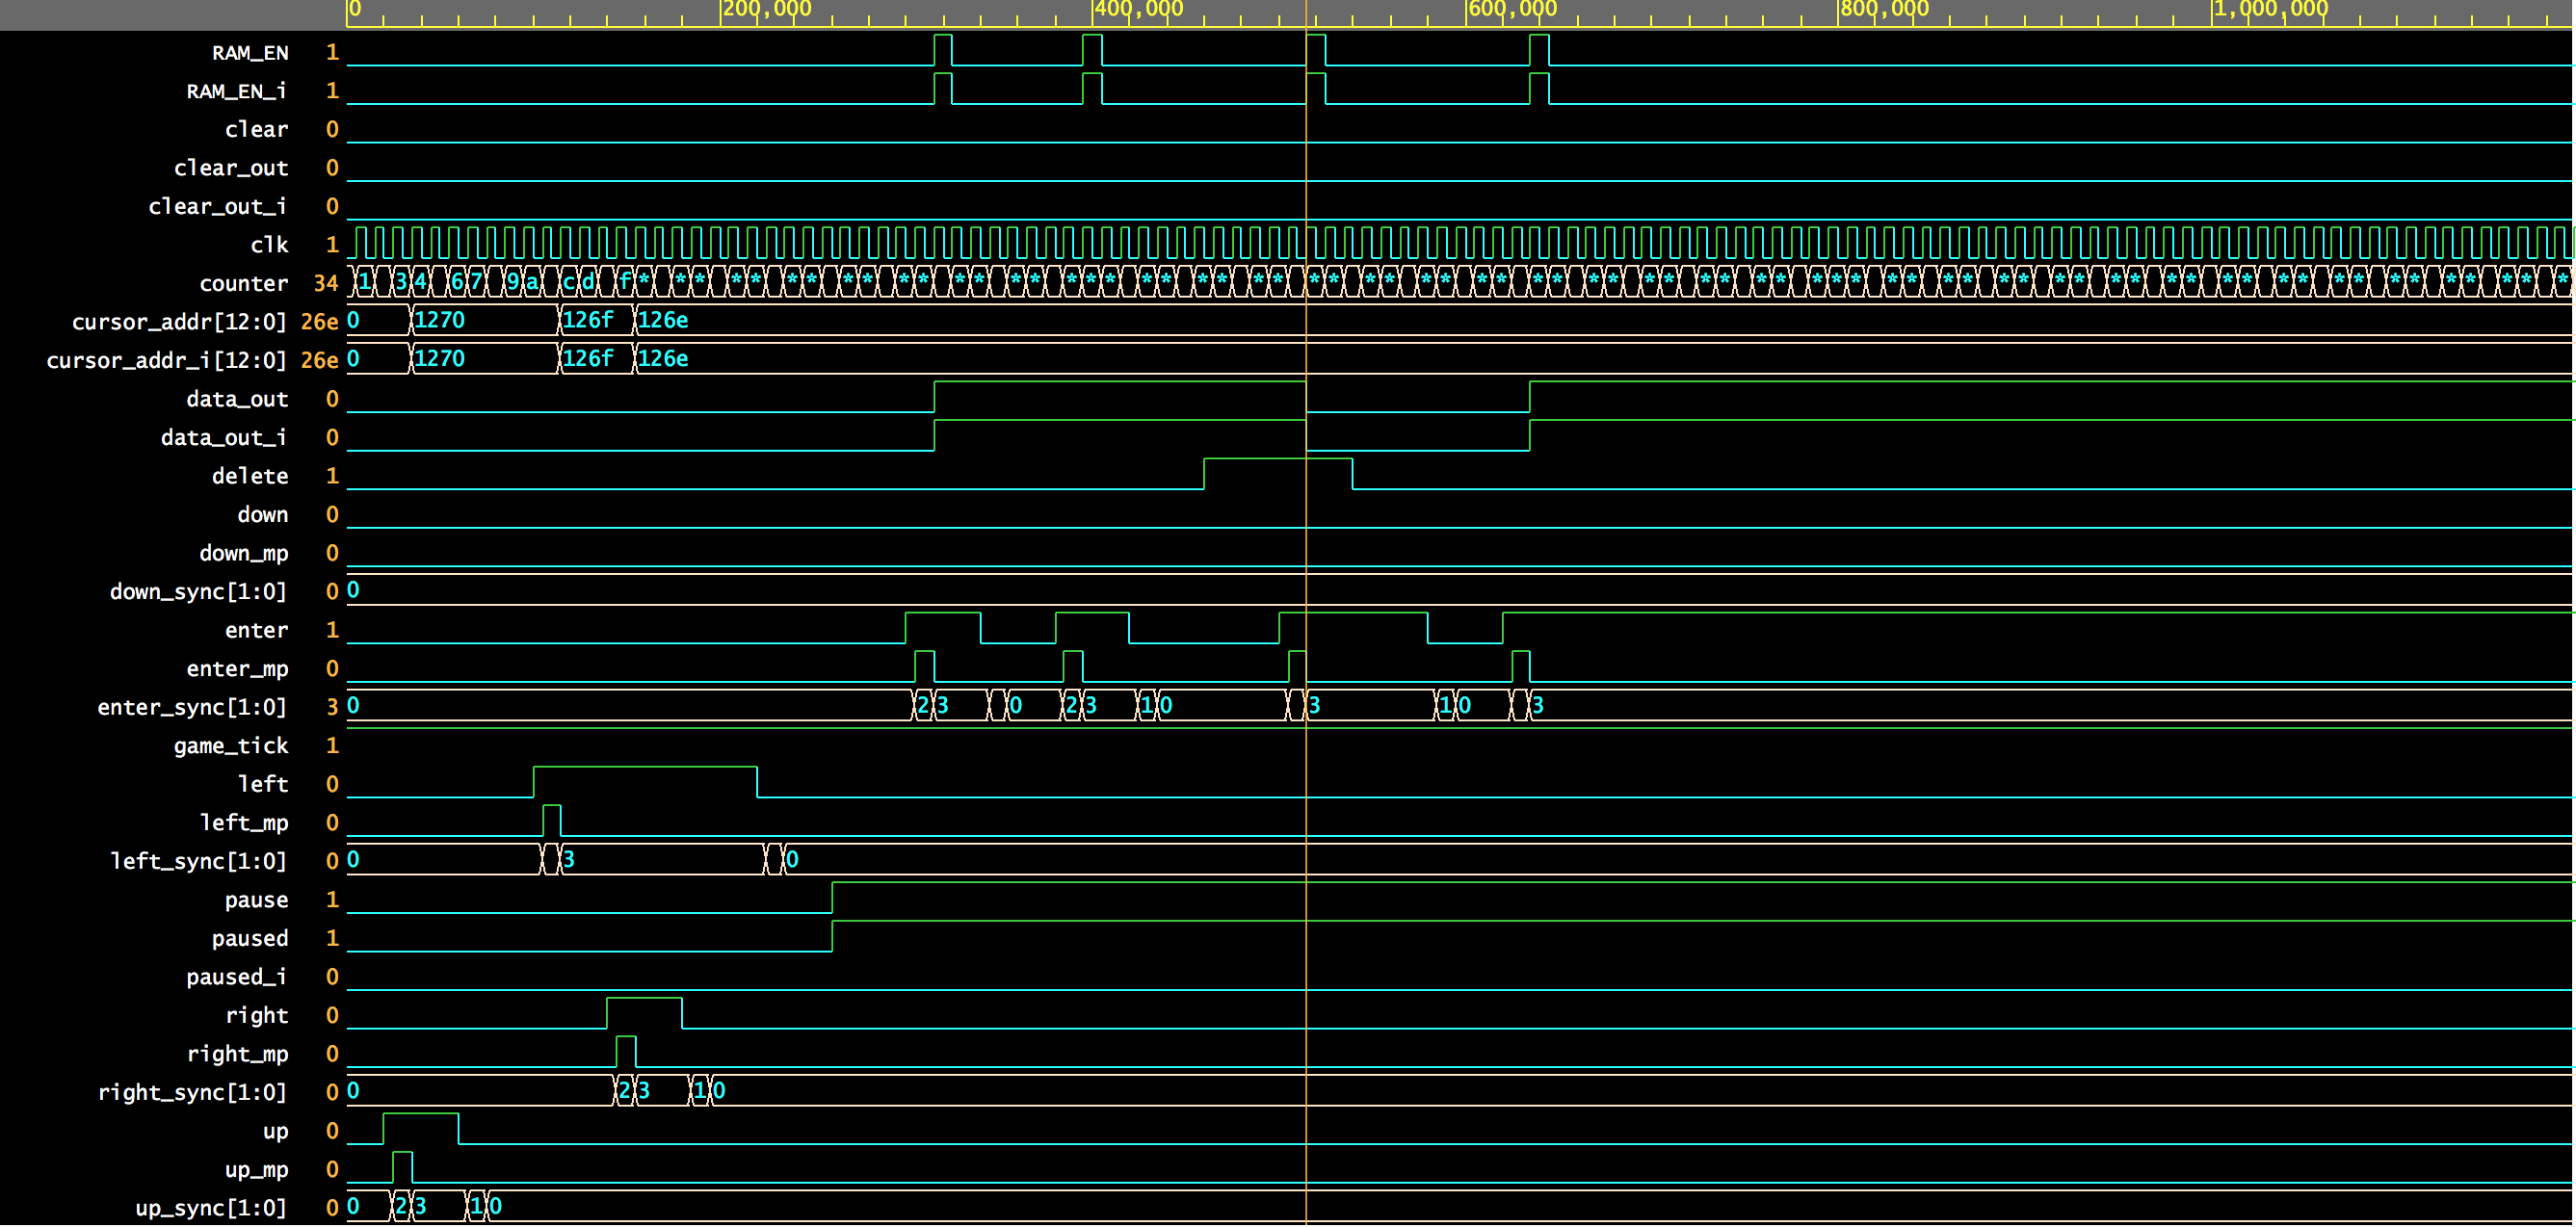 0 200,000 400,000 600,000 800,000 1,000,000
RAM_EN 1
RAM_EN_i 1
clear 0
clear_out 0
clear_out_i 0
clk 1
counter 34 1 3 4 6 7 9 a c d f * * * * * * * * * * * * * * * * * * * * * * * * * * * * * * * * * * * * * * * * * * * * * * * * * * * * * * * * * * * * * * * * * * * *
cursor_addr[12:0] 26e 0 1270 126f 126e
cursor_addr_i[12:0] 26e 0 1270 126f 126e
data_out 0
data_out_i 0
delete 1
down 0
down_mp 0
down_sync[1:0] 0 0
enter 1
enter_mp 0
enter_sync[1:0] 3 0 2 3 0 2 3 1 0 3 1 0 3
game_tick 1
left 0
left_mp 0
left_sync[1:0] 0 0 3 0
pause 1
paused 1
paused_i 0
right 0
right_mp 0
right_sync[1:0] 0 0 2 3 1 0
up 0
up_mp 0
up_sync[1:0] 0 0 2 3 1 0